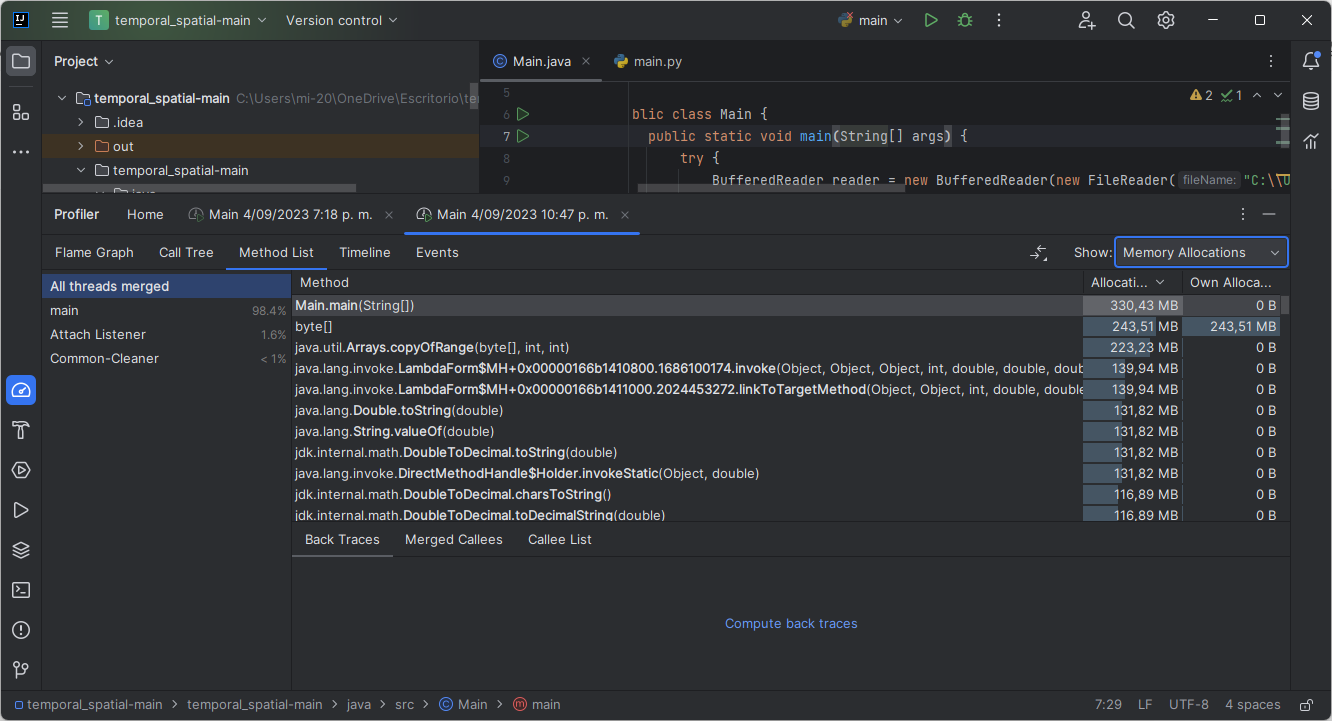 IJ
T temporal_spatial-main Version control main
Project
Main.java main.py
temporal_spatial-main C:\Users\mi-20\OneDrive\Escritorio\te
.idea
out
temporal_spatial-main
java
5
6 blic class Main {
7 public static void main(String[] args) {
8 try {
9 BufferedReader reader = new BufferedReader(new FileReader( fileName: "C:\\U
2 1
Profiler Home Main 4/09/2023 7:18 p. m. Main 4/09/2023 10:47 p. m.
Flame Graph Call Tree Method List Timeline Events Show: Memory Allocations
All threads merged
main 98.4%
Attach Listener 1.6%
Common-Cleaner < 1%
Method Allocati... Own Alloca...
Main.main(String[]) 330,43 MB 0 B
byte[] 243,51 MB 243,51 MB
java.util.Arrays.copyOfRange(byte[], int, int) 223,23 MB 0 B
java.lang.invoke.LambdaForm$MH+0x00000166b1410800.1686100174.invoke(Object, Object, Object, int, double, double, doub 139,94 MB 0 B
java.lang.invoke.LambdaForm$MH+0x00000166b1411000.2024453272.linkToTargetMethod(Object, Object, int, double, double 139,94 MB 0 B
java.lang.Double.toString(double) 131,82 MB 0 B
java.lang.String.valueOf(double) 131,82 MB 0 B
jdk.internal.math.DoubleToDecimal.toString(double) 131,82 MB 0 B
java.lang.invoke.DirectMethodHandle$Holder.invokeStatic(Object, double) 131,82 MB 0 B
jdk.internal.math.DoubleToDecimal.charsToString() 116,89 MB 0 B
jdk.internal.math.DoubleToDecimal.toDecimalString(double) 116,89 MB 0 B
Back Traces Merged Callees Callee List
Compute back traces
temporal_spatial-main > temporal_spatial-main > java > src > Main > m main 7:29 LF UTF-8 4 spaces